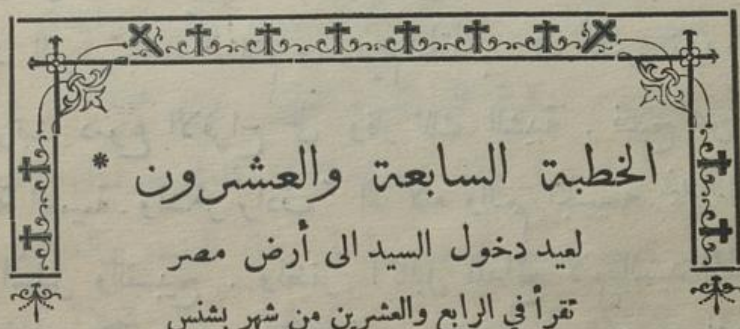 الخطبة السابعة والعشرون *
لعيد دخول السيد الى أرض مصر
تقرأ في الرابع والعشرين من شهر بشنس